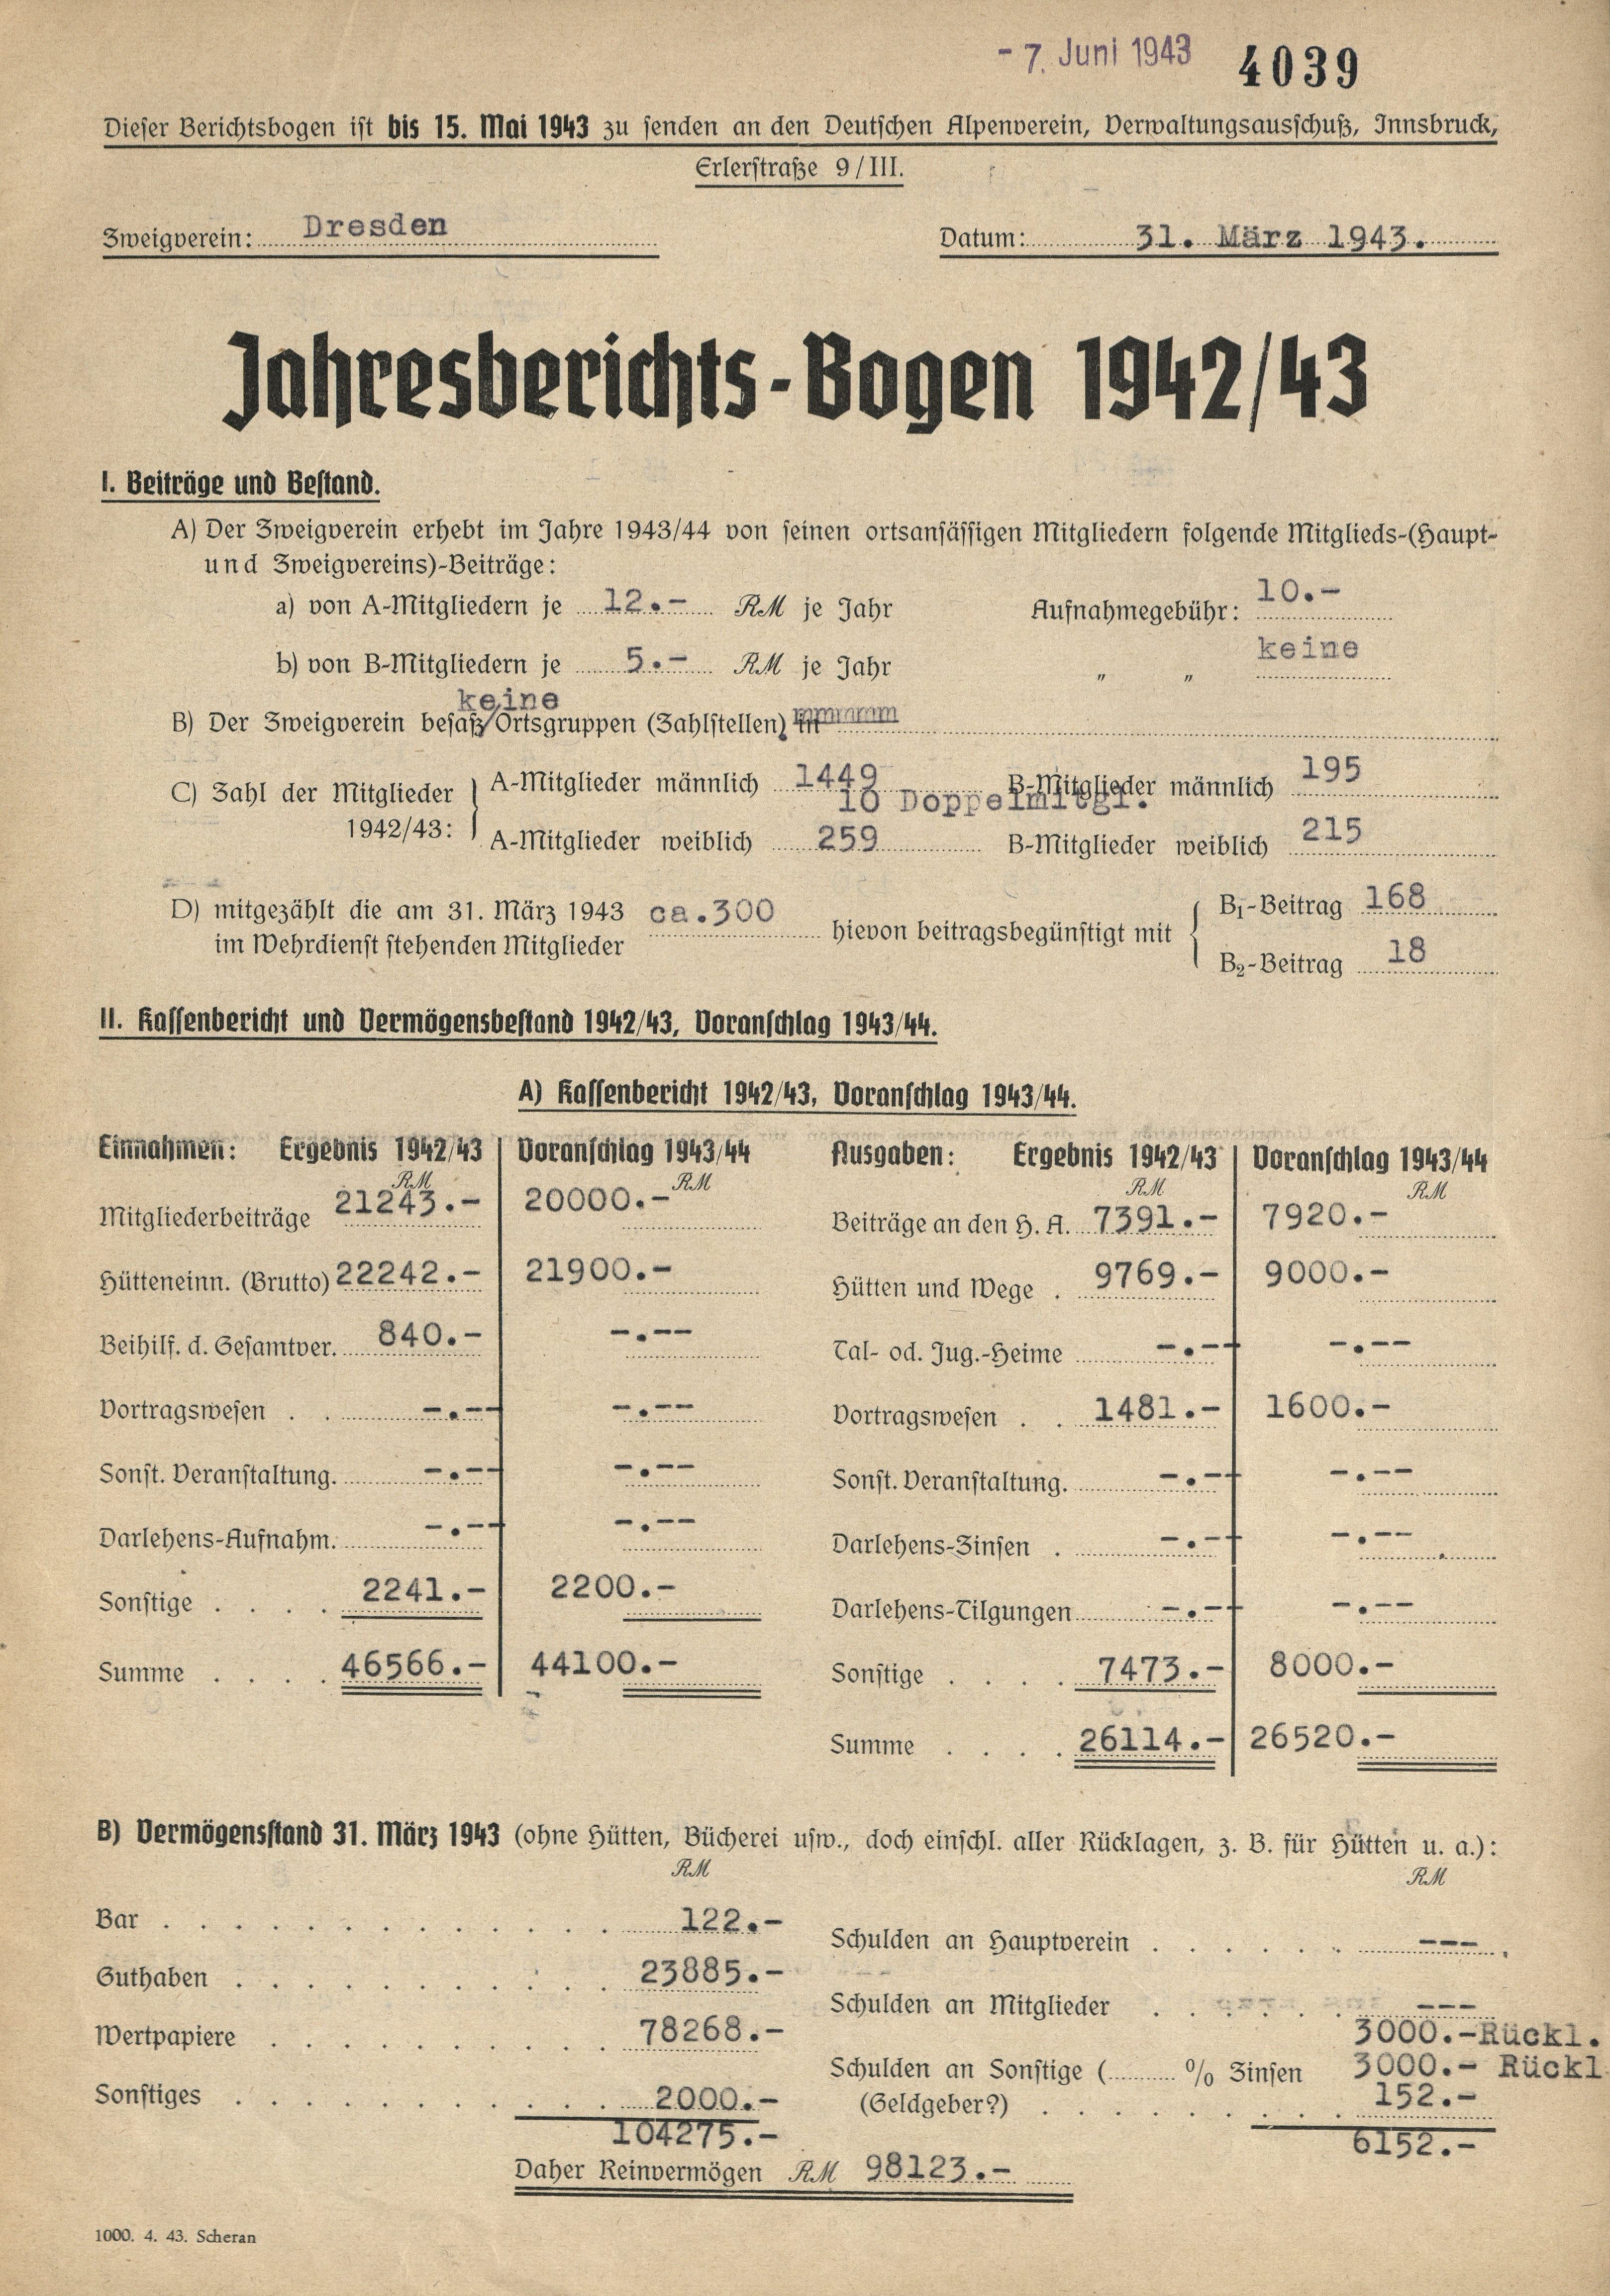 - 7. Juni 1943 4039
Dieser Berichtsbogen ist bis 15. Mai 1943 zu senden an den Deutschen Alpenverein, Verwaltungsausschuß, Innsbruck,
Erlerstraße 9/III.
Zweigverein: Dresden Datum: 31. März 1943.
Jahresberichts-Bogen 1942/43
I. Beiträge und Bestand.
A) Der Zweigverein erhebt im Jahre 1943/44 von seinen ortsansässigen Mitgliedern folgende Mitglieds-(Haupt-
und Zweigvereins)-Beiträge:
a) von A-Mitgliedern je 12.- RM je Jahr Aufnahmegebühr: 10.-
b) von B-Mitgliedern je 5.- RM je Jahr " " keine
keine
B) Der Zweigverein besaß/Ortsgruppen (Zahlstellen) in
C) Zahl der Mitglieder A-Mitglieder männlich 1449 B-Mitglieder männlich 195
10 Doppelmitgl.
1942/43: A-Mitglieder weiblich 259 B-Mitglieder weiblich 215
D) mitgezählt die am 31. März 1943 ca.300 hievon beitragsbegünstigt mit B1-Beitrag 168
im Wehrdienst stehenden Mitglieder B2-Beitrag 18
II. Kassenbericht und Vermögensbestand 1942/43, Voranschlag 1943/44.
A) Kassenbericht 1942/43, Voranschlag 1943/44.
Einnahmen: Ergebnis 1942/43 Voranschlag 1943/44 Ausgaben: Ergebnis 1942/43 Voranschlag 1943/44
RM RM RM RM
Mitgliederbeiträge 21243.- 20000.- Beiträge an den H. A. 7391.- 7920.-
Hütteneinn. (Brutto) 22242.- 21900.- Hütten und Wege . 9769.- 9000.-
Beihilf. d. Gesamtver. 840.- -.-- Tal- od. Jug.-Heime -.-- -.--
Vortragswesen . . -.-- -.-- Vortragswesen . . 1481.- 1600.-
Sonst. Veranstaltung. -.-- -.-- Sonst. Veranstaltung. -.-- -.--
Darlehens-Aufnahm. -.-- -.-- Darlehens-Zinsen . -.-- -.--
Sonstige . . . . 2241.- 2200.- Darlehens-Tilgungen -.-- -.--
Summe . . . . 46566.- 44100.- Sonstige . . . . 7473.- 8000.-
Summe . . . . 26114.- 26520.-
B) Vermögensstand 31. März 1943 (ohne Hütten, Bücherei usw., doch einschl. aller Rücklagen, z. B. für Hütten u. a.):
RM RM
Bar . . . . . . . . . . . . . 122.- Schulden an Hauptverein . . . . . . ---
Guthaben . . . . . . . . . . . 23885.- Schulden an Mitglieder . . . . . . ---
3000.-Rückl.
Wertpapiere . . . . . . . . . . 78268.- Schulden an Sonstige (.......... % Zinsen 3000.- Rückl
Sonstiges . . . . . . . . . . . 2000.- (Geldgeber?) . . . . . . . . . 152.-
104275.- 6152.-
Daher Reinvermögen RM 98123.-
1000. 4. 43. Scheran